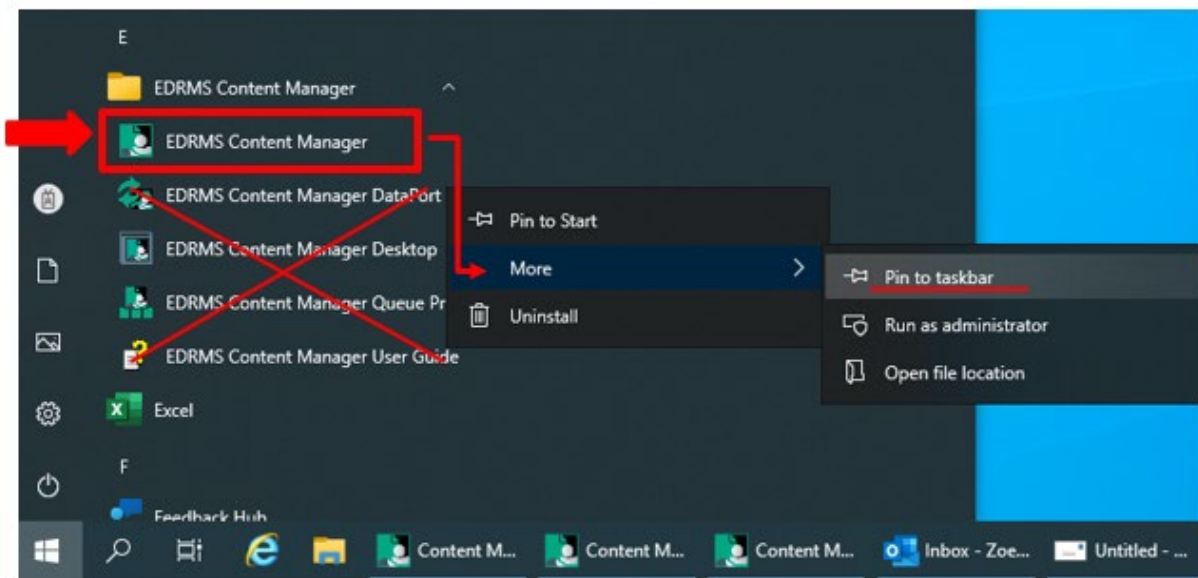 E
EDRMS Content Manager
EDRMS Content Manager
EDRMS Content Manager DataPort
EDRMS Content Manager Desktop
EDRMS Content Manager Queue Pr
EDRMS Content Manager User Guide
Excel
F
Feedback Hub
Pin to Start
More
Uninstall
Pin to taskbar
Run as administrator
Open file location
Content M... Content M... Content M... Inbox - Zoe... Untitled - ...